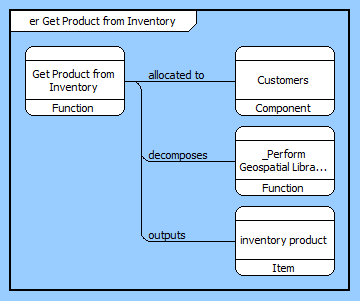 er Get Product from Inventory
Get Product from
Inventory
Function
allocated to
Customers
Component
decomposes
_Perform
Geospatial Libra...
Function
outputs
inventory product
Item